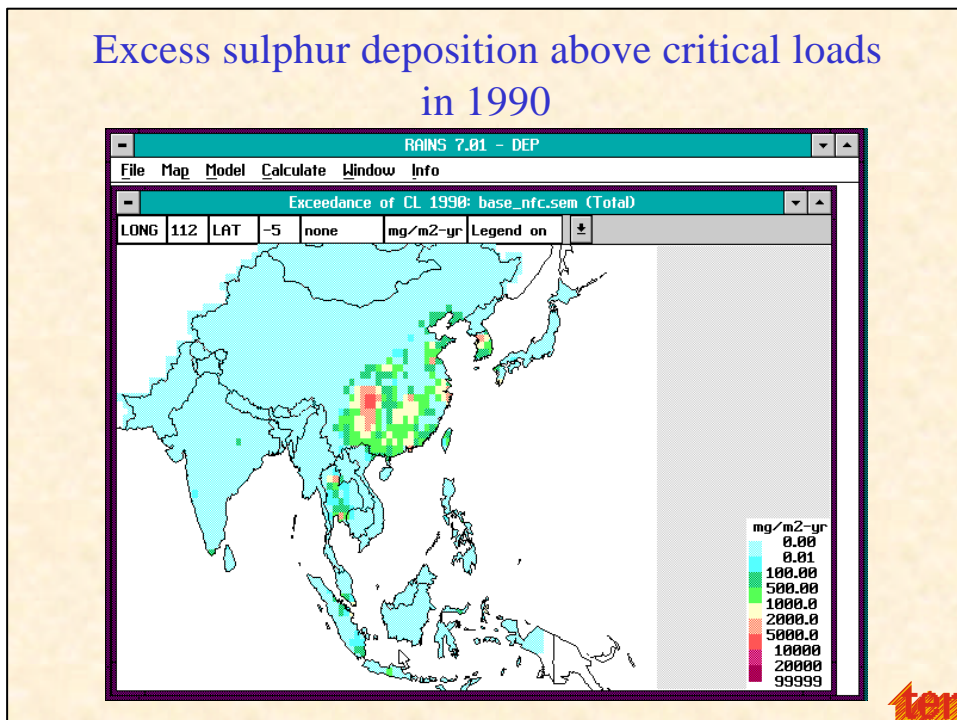 Excess sulphur deposition above critical loads
in 1990
RAINS 7.01 - DEP
File Map Model Calculate Window Info
Exceedance of CL 1990: base_nfc.sem (Total)
LONG 112 LAT -5 none mg/m2-yr Legend on
mg/m2-yr
0.00
0.01
100.00
500.00
1000.0
2000.0
5000.0
10000
20000
99999